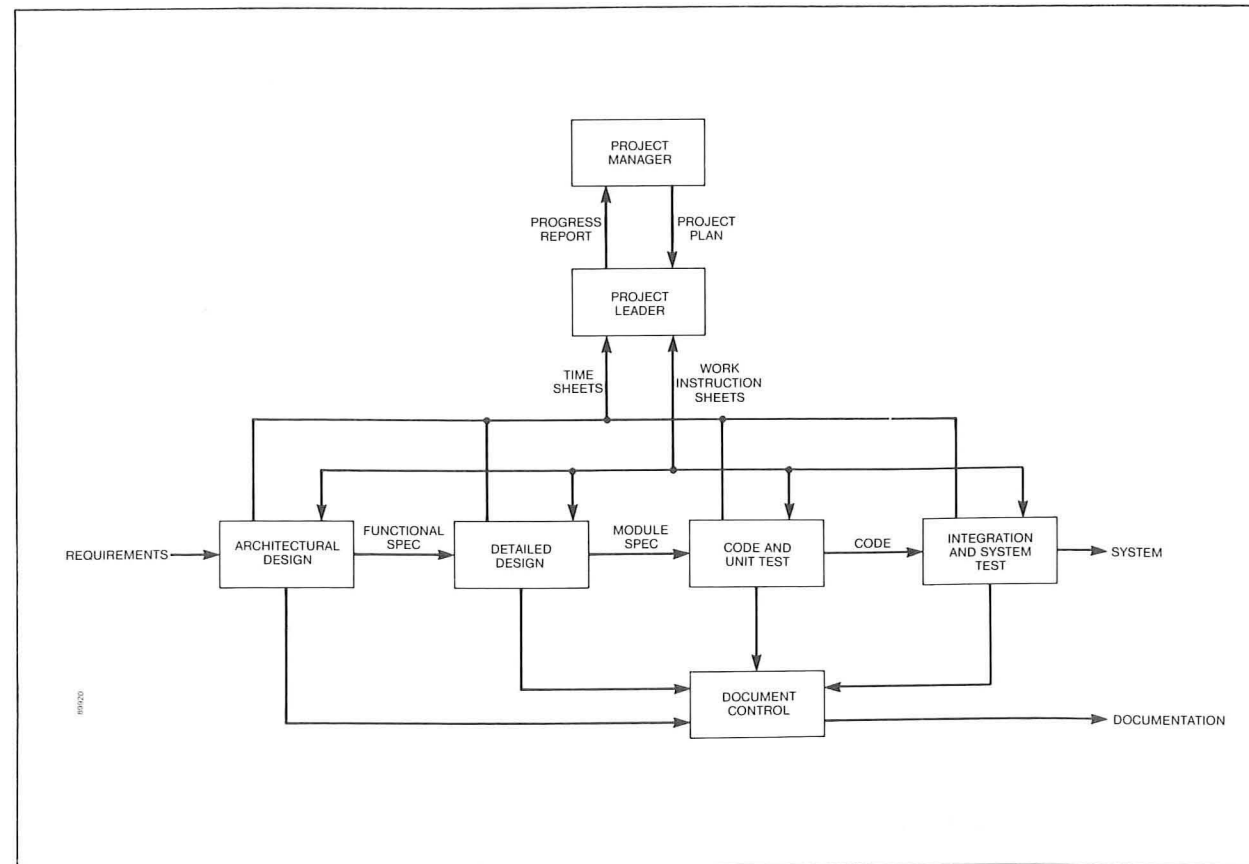 PROJECT
MANAGER
PROGRESS
REPORT
PROJECT
PLAN
PROJECT
LEADER
TIME
SHEETS
WORK
INSTRUCTION
SHEETS
REQUIREMENTS
ARCHITECTURAL
DESIGN
FUNCTIONAL
SPEC
DETAILED
DESIGN
MODULE
SPEC
CODE AND
UNIT TEST
CODE
INTEGRATION
AND SYSTEM
TEST
SYSTEM
DOCUMENT
CONTROL
DOCUMENTATION
89920